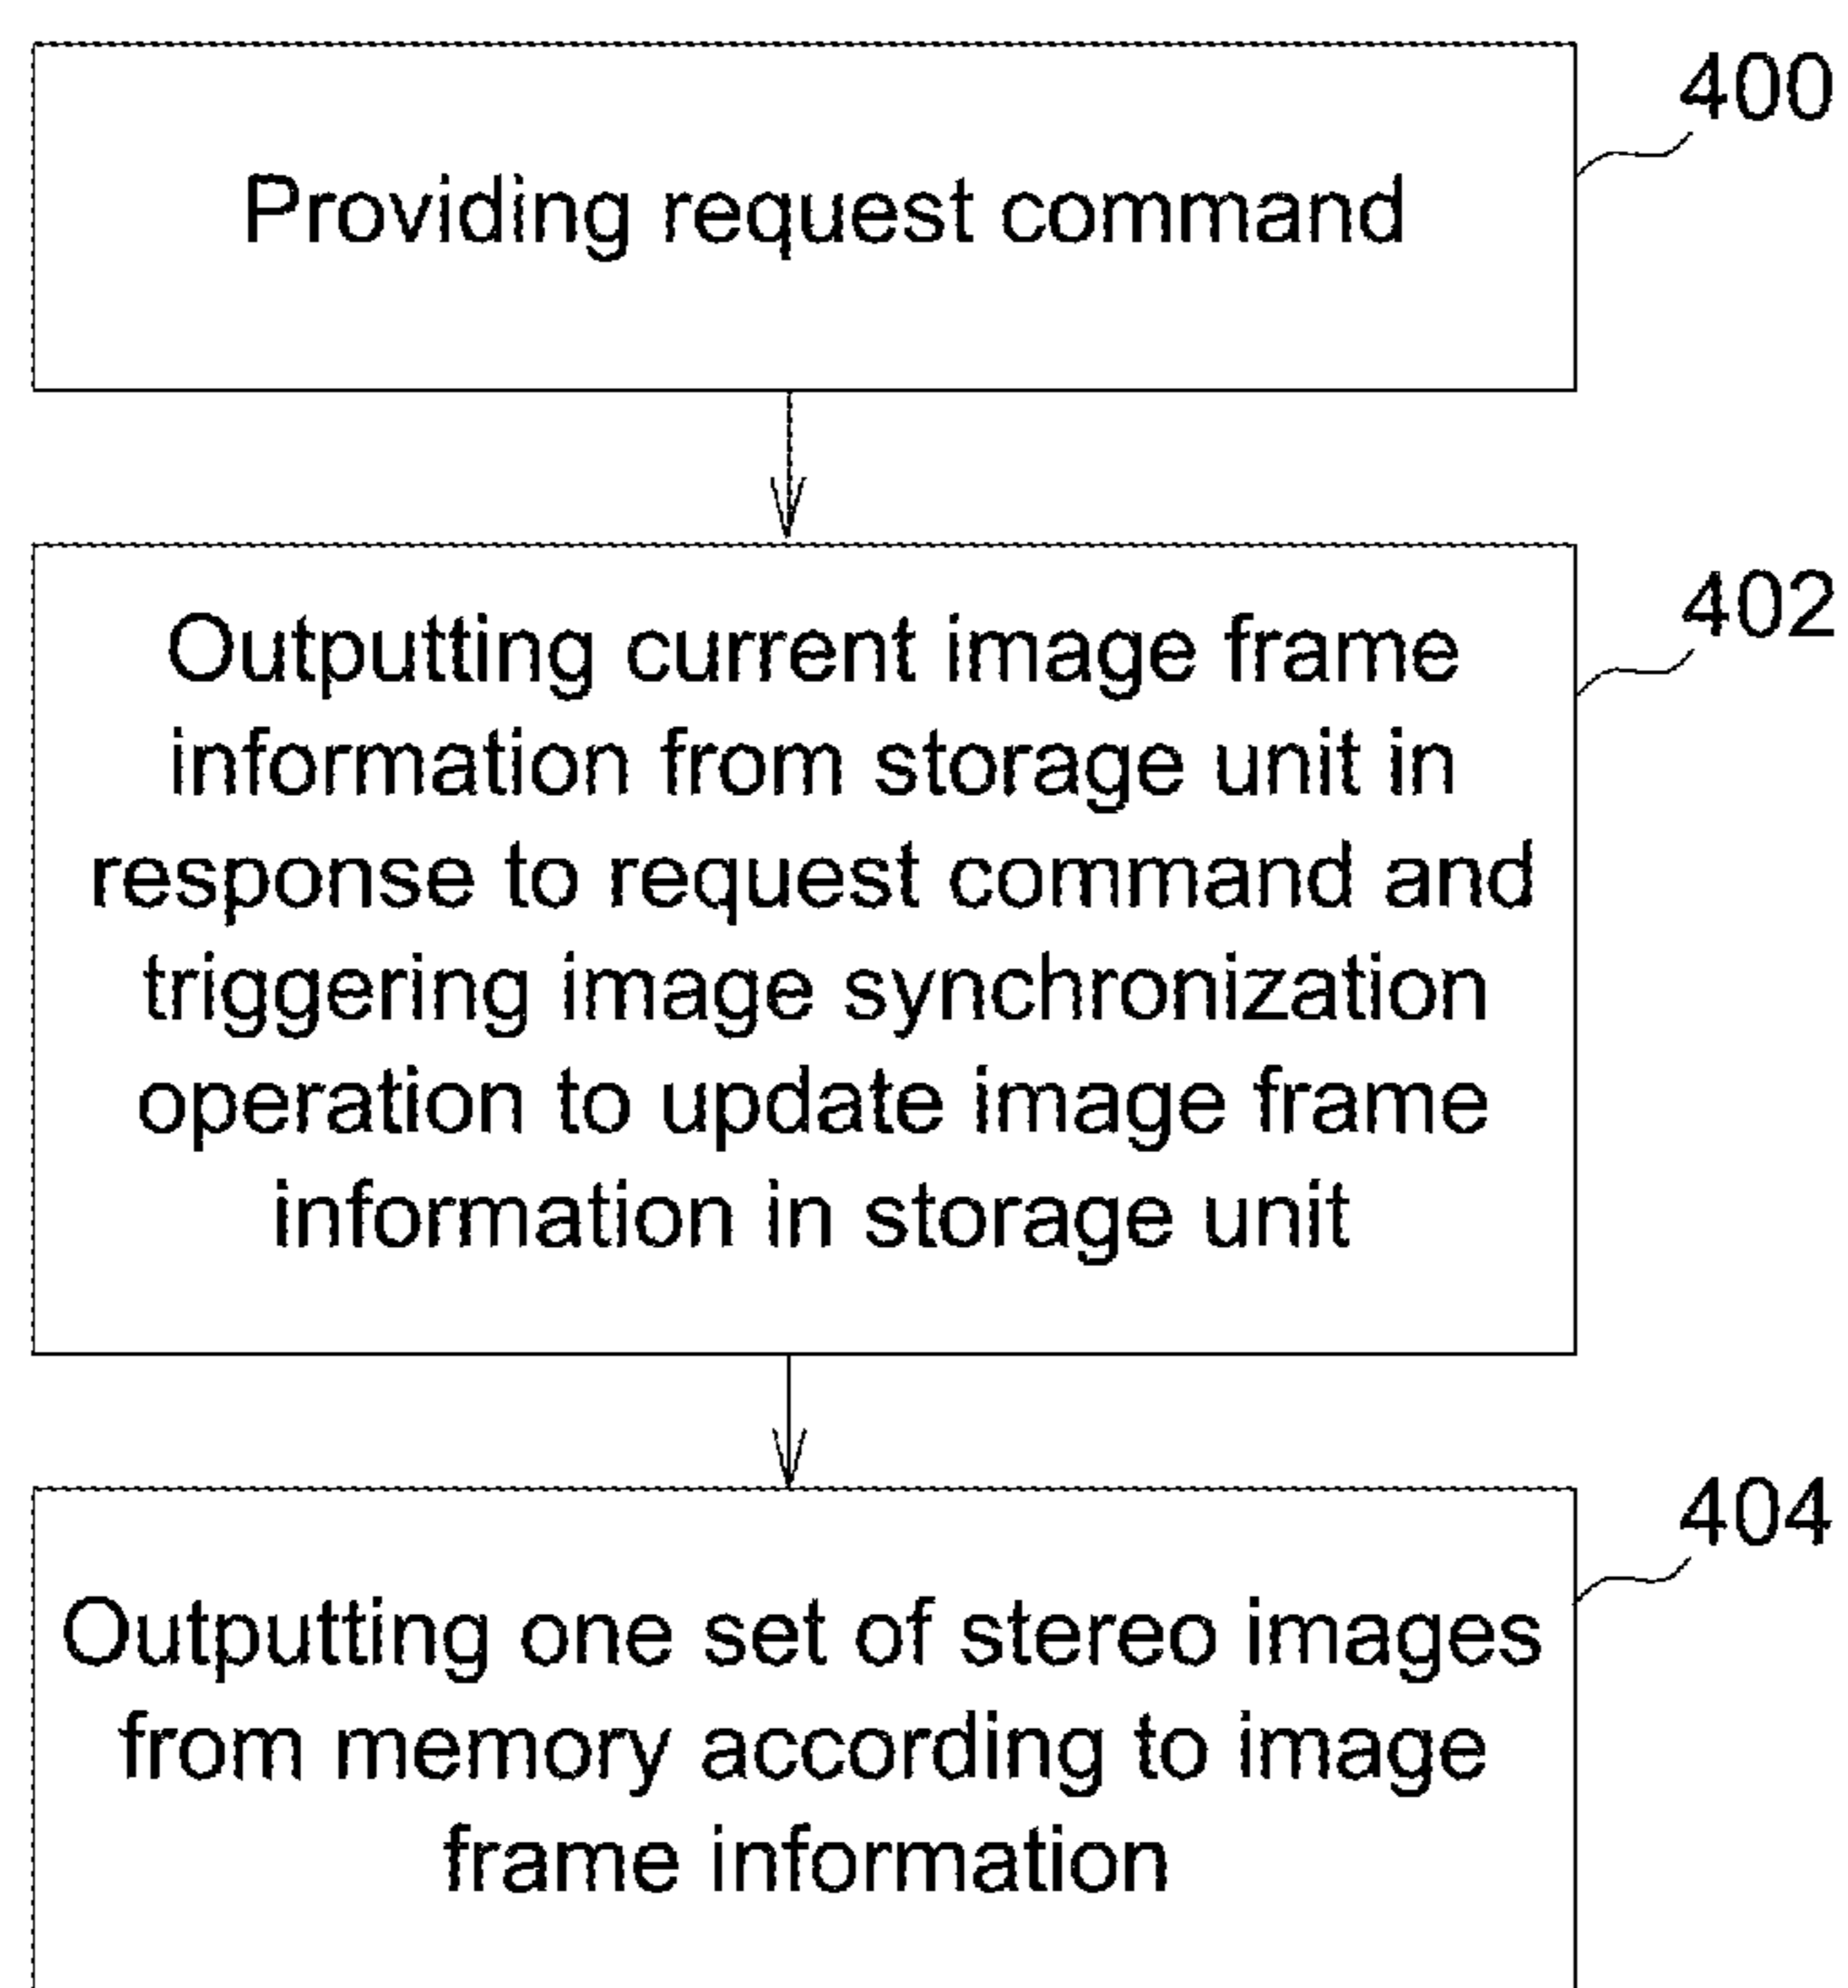 400
Providing request command
402
Outputting current image frame
information from storage unit in
response to request command and
triggering image synchronization
operation to update image frame
information in storage unit
404
Outputting one set of stereo images
from memory according to image
frame information